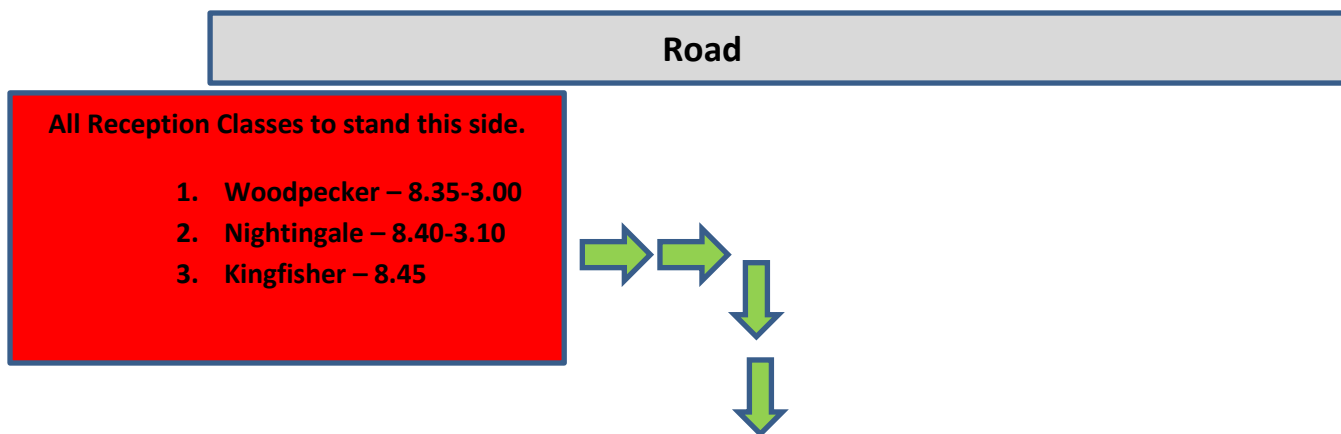 Road
All Reception Classes to stand this side.
1. Woodpecker – 8.35-3.00
2. Nightingale – 8.40-3.10
3. Kingfisher – 8.45